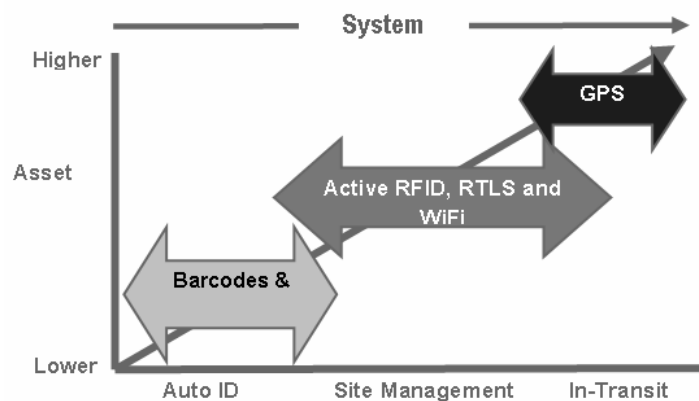 System
Higher
GPS
Asset
Active RFID, RTLS and
WiFi
Barcodes &
Lower
Auto ID
Site Management
In-Transit